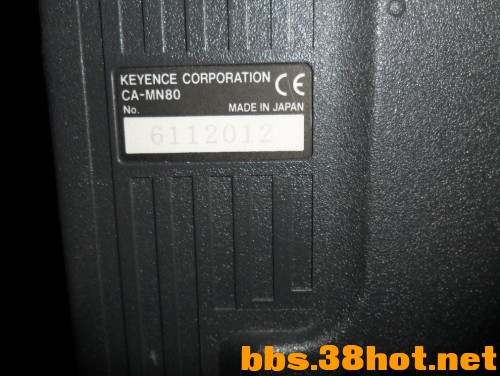 KEYENCE CORPORATION CE
CA-MN80
No. MADE IN JAPAN
6112012
bbs.38hot.net